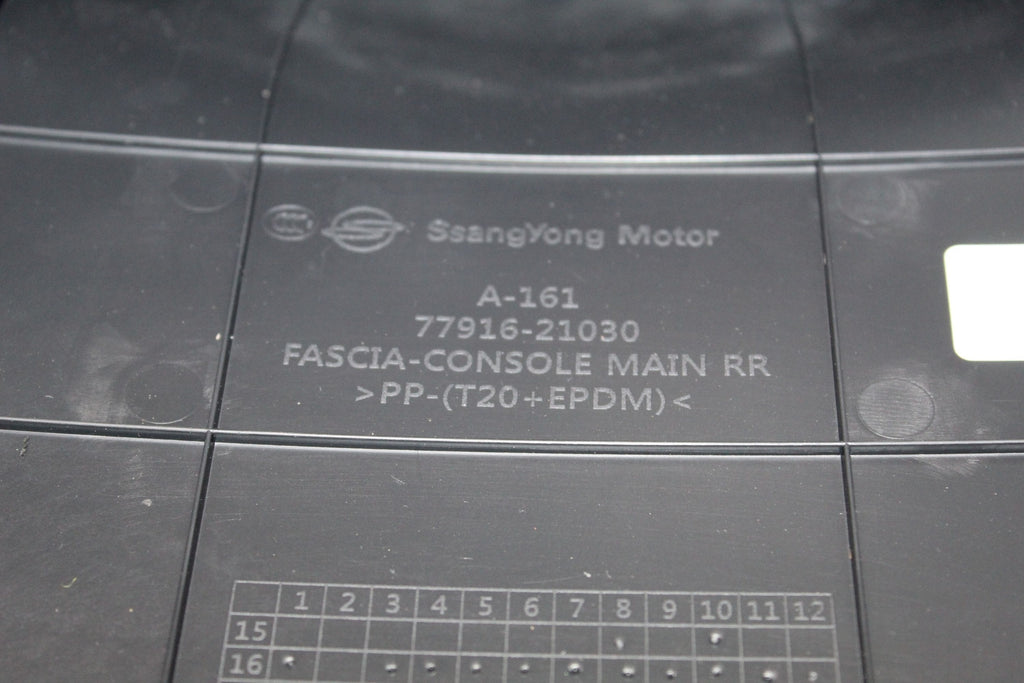 SsangYong Motor
A-161
77916-21030
FASCIA-CONSOLE MAIN RR
>PP-(T20+EPDM)<
1 2 3 4 5 6 7 8 9 10 11 12
15
16